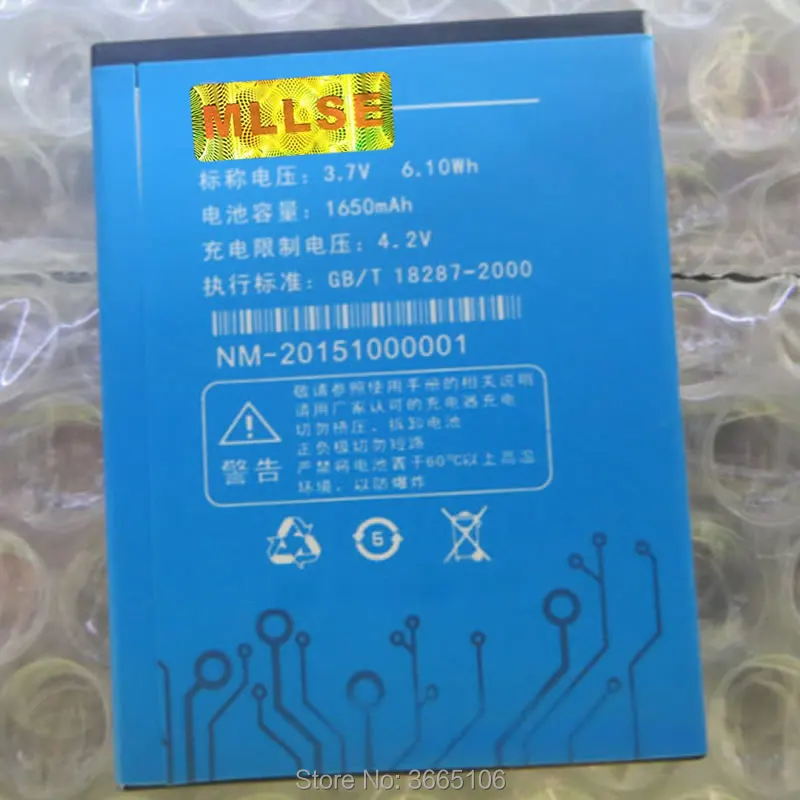 MLLSE
标称电压: 3.7V 6.10Wh
电池容量: 1650mAh
充电限制电压: 4.2V
执行标准: GB/T 18287-2000
NM-20151000001
敬请参照使用手册的相关说明
请用厂家认可的充电器充电
切勿挤压、拆卸电池
正负极切勿短路
严禁将电池置于60℃以上高温
环境，以防爆炸
警告
5
Store No: 3665106